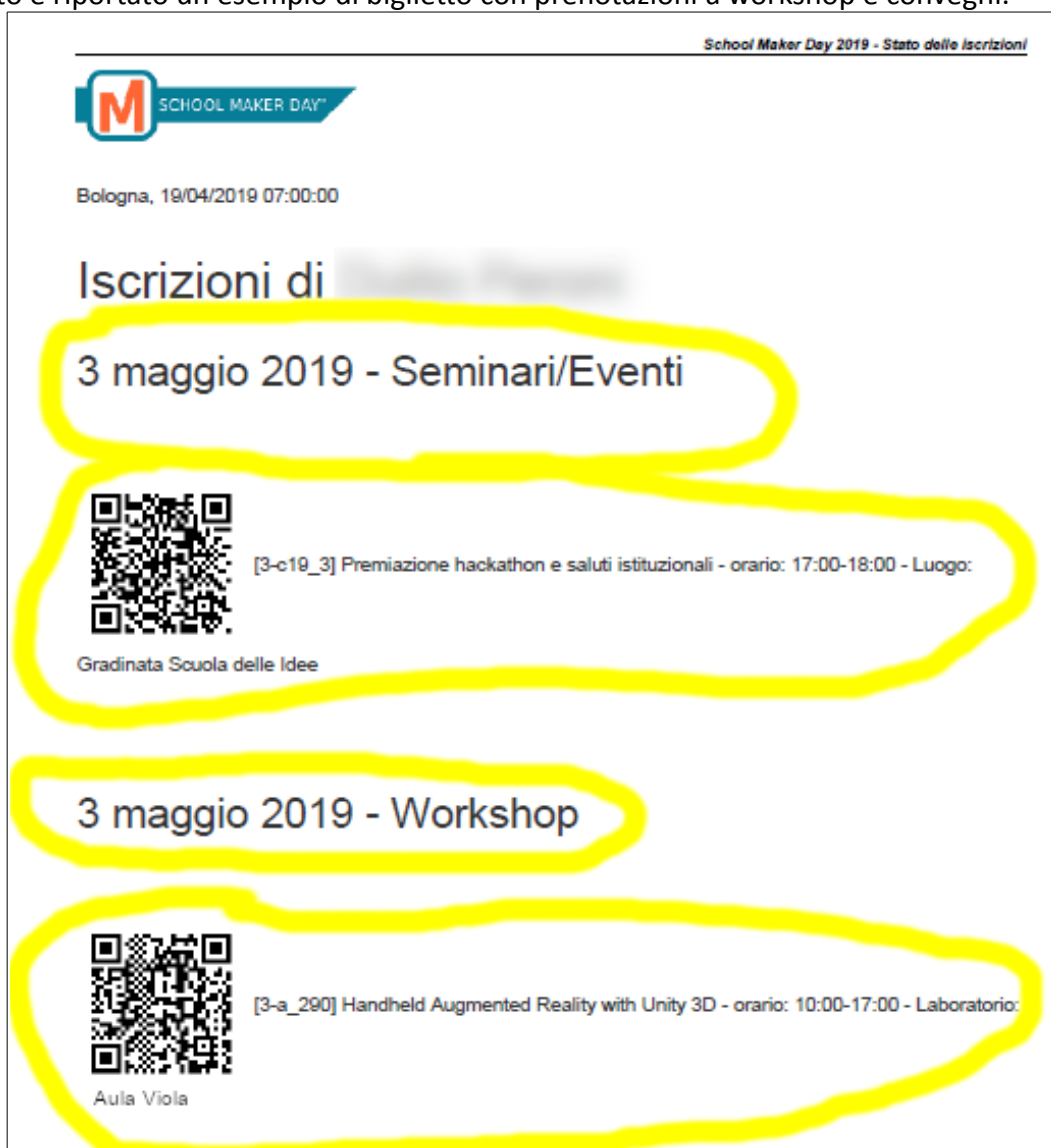 è riportato un esempio di biglietto con prenotazioni a workshop e convegni.
School Maker Day 2019 - Stato delle iscrizioni
M SCHOOL MAKER DAY™
Bologna, 19/04/2019 07:00:00
Iscrizioni di
3 maggio 2019 - Seminari/Eventi
[3-c19_3] Premiazione hackathon e saluti istituzionali - orario: 17:00-18:00 - Luogo:
Gradinata Scuola delle Idee
3 maggio 2019 - Workshop
[3-a_290] Handheld Augmented Reality with Unity 3D - orario: 10:00-17:00 - Laboratorio:
Aula Viola